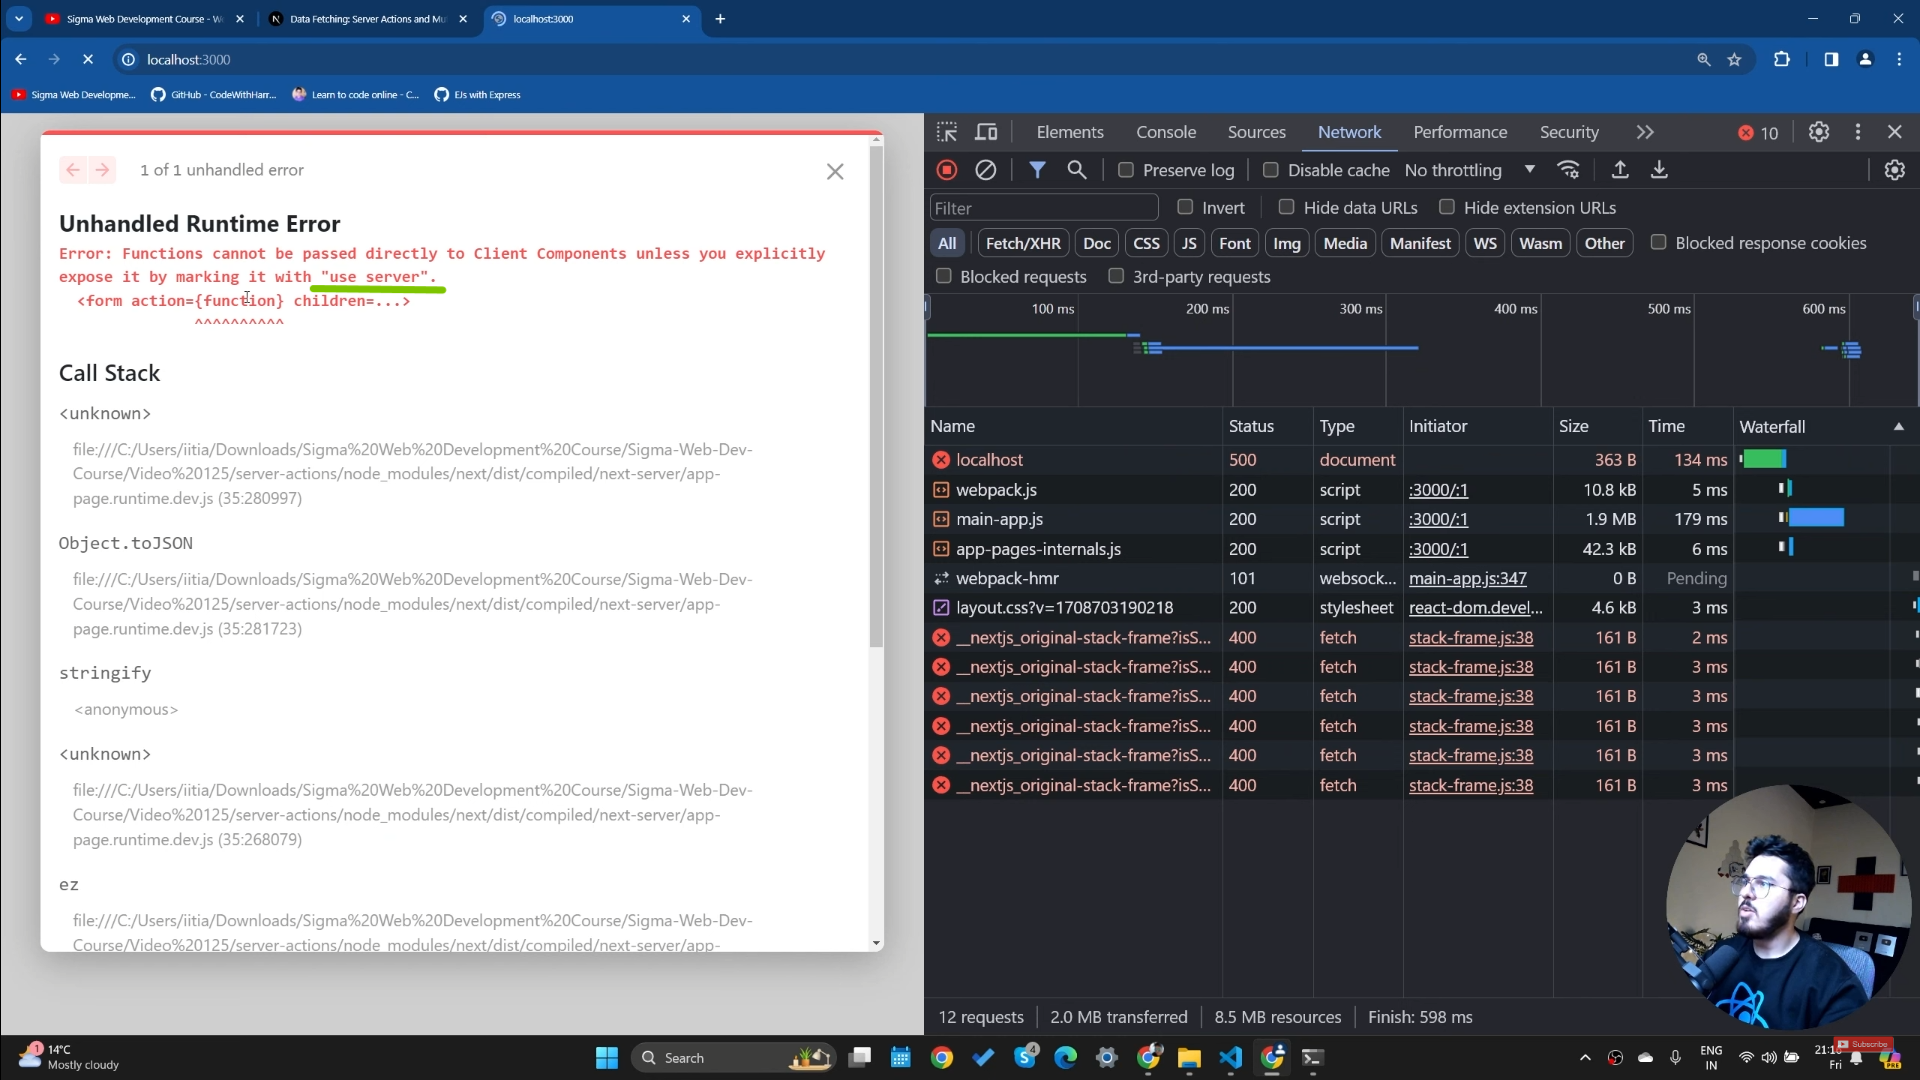 Sigma Web Development Course - W
Data Fetching: Server Actions and Mu
localhost:3000
localhost:3000
Sigma Web Developme...
GitHub - CodeWithHarr...
Learn to code online - C...
EJs with Express
1 of 1 unhandled error
Unhandled Runtime Error
Error: Functions cannot be passed directly to Client Components unless you explicitly
expose it by marking it with "use server".
<form action={function} children=...>
^^^^^^^^^^
Call Stack
<unknown>
file:///C:/Users/iitia/Downloads/Sigma%20Web%20Development%20Course/Sigma-Web-Dev-
Course/Video%20125/server-actions/node_modules/next/dist/compiled/next-server/app-
page.runtime.dev.js (35:280997)
Object.toJSON
file:///C:/Users/iitia/Downloads/Sigma%20Web%20Development%20Course/Sigma-Web-Dev-
Course/Video%20125/server-actions/node_modules/next/dist/compiled/next-server/app-
page.runtime.dev.js (35:281723)
stringify
<anonymous>
<unknown>
file:///C:/Users/iitia/Downloads/Sigma%20Web%20Development%20Course/Sigma-Web-Dev-
Course/Video%20125/server-actions/node_modules/next/dist/compiled/next-server/app-
page.runtime.dev.js (35:268079)
ez
file:///C:/Users/iitia/Downloads/Sigma%20Web%20Development%20Course/Sigma-Web-Dev-
Course/Video%20125/server-actions/node_modules/next/dist/compiled/next-server/app-
Elements Console Sources Network Performance Security 10
Preserve log Disable cache No throttling
Filter Invert Hide data URLs Hide extension URLs
All Fetch/XHR Doc CSS JS Font Img Media Manifest WS Wasm Other Blocked response cookies
Blocked requests 3rd-party requests
100 ms 200 ms 300 ms 400 ms 500 ms 600 ms
Name Status Type Initiator Size Time Waterfall
localhost 500 document 363 B 134 ms
webpack.js 200 script :3000/:1 10.8 kB 5 ms
main-app.js 200 script :3000/:1 1.9 MB 179 ms
app-pages-internals.js 200 script :3000/:1 42.3 kB 6 ms
webpack-hmr 101 websock... main-app.js:347 0 B Pending
layout.css?v=1708703190218 200 stylesheet react-dom.devel... 4.6 kB 3 ms
__nextjs_original-stack-frame?isS... 400 fetch stack-frame.js:38 161 B 2 ms
__nextjs_original-stack-frame?isS... 400 fetch stack-frame.js:38 161 B 3 ms
__nextjs_original-stack-frame?isS... 400 fetch stack-frame.js:38 161 B 3 ms
__nextjs_original-stack-frame?isS... 400 fetch stack-frame.js:38 161 B 3 ms
__nextjs_original-stack-frame?isS... 400 fetch stack-frame.js:38 161 B 3 ms
__nextjs_original-stack-frame?isS... 400 fetch stack-frame.js:38 161 B 3 ms
12 requests 2.0 MB transferred 8.5 MB resources Finish: 598 ms
1
14°C
Mostly cloudy
Search
4
ENG
IN
Fri
Subscribe
PRE